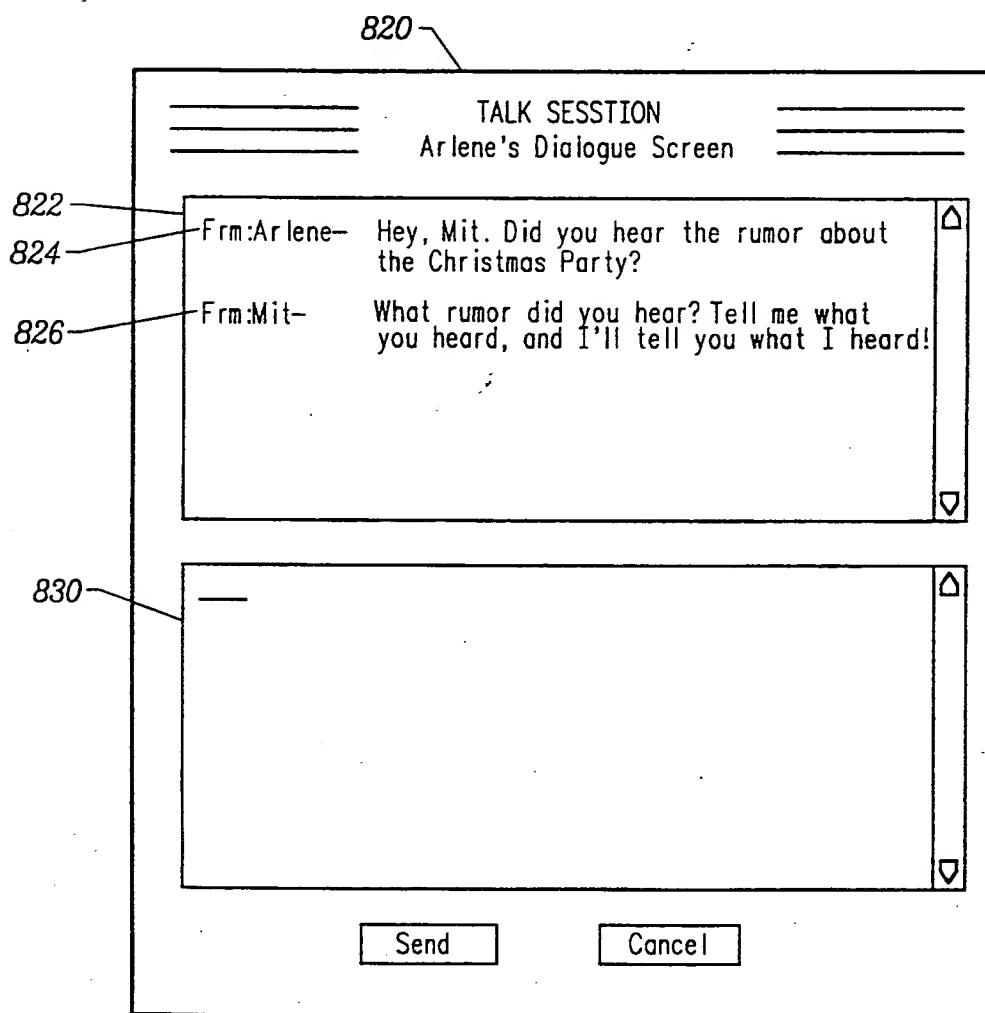 820
TALK SESSTION
Arlene's Dialogue Screen
822
824
Frm:Arlene– Hey, Mit. Did you hear the rumor about
the Christmas Party?
826
Frm:Mit– What rumor did you hear? Tell me what
you heard, and I'll tell you what I heard!
830
Send Cancel